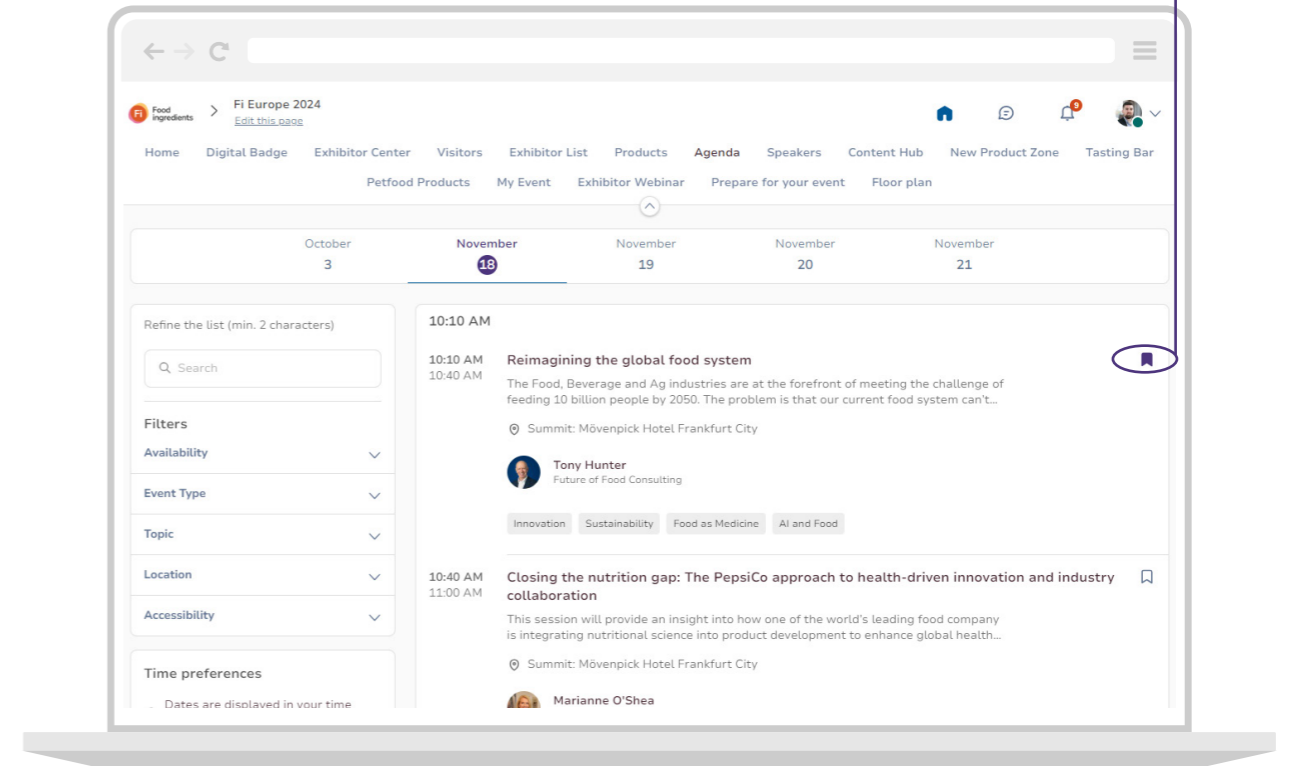 Fi
Food
ingredients
Fi Europe 2024
Edit this page
9
Home Digital Badge Exhibitor Center Visitors Exhibitor List Products Agenda Speakers Content Hub New Product Zone Tasting Bar
Petfood Products My Event Exhibitor Webinar Prepare for your event Floor plan
October November November November November
3 18 19 20 21
Refine the list (min. 2 characters)
Search
Filters
Availability
Event Type
Topic
Location
Accessibility
Time preferences
Dates are displayed in your time
10:10 AM
10:10 AM Reimagining the global food system
10:40 AM
The Food, Beverage and Ag industries are at the forefront of meeting the challenge of
feeding 10 billion people by 2050. The problem is that our current food system can't...
Summit: Mövenpick Hotel Frankfurt City
Tony Hunter
Future of Food Consulting
Innovation Sustainability Food as Medicine AI and Food
10:40 AM Closing the nutrition gap: The PepsiCo approach to health-driven innovation and industry
11:00 AM collaboration
This session will provide an insight into how one of the world's leading food company
is integrating nutritional science into product development to enhance global health...
Summit: Mövenpick Hotel Frankfurt City
Marianne O'Shea